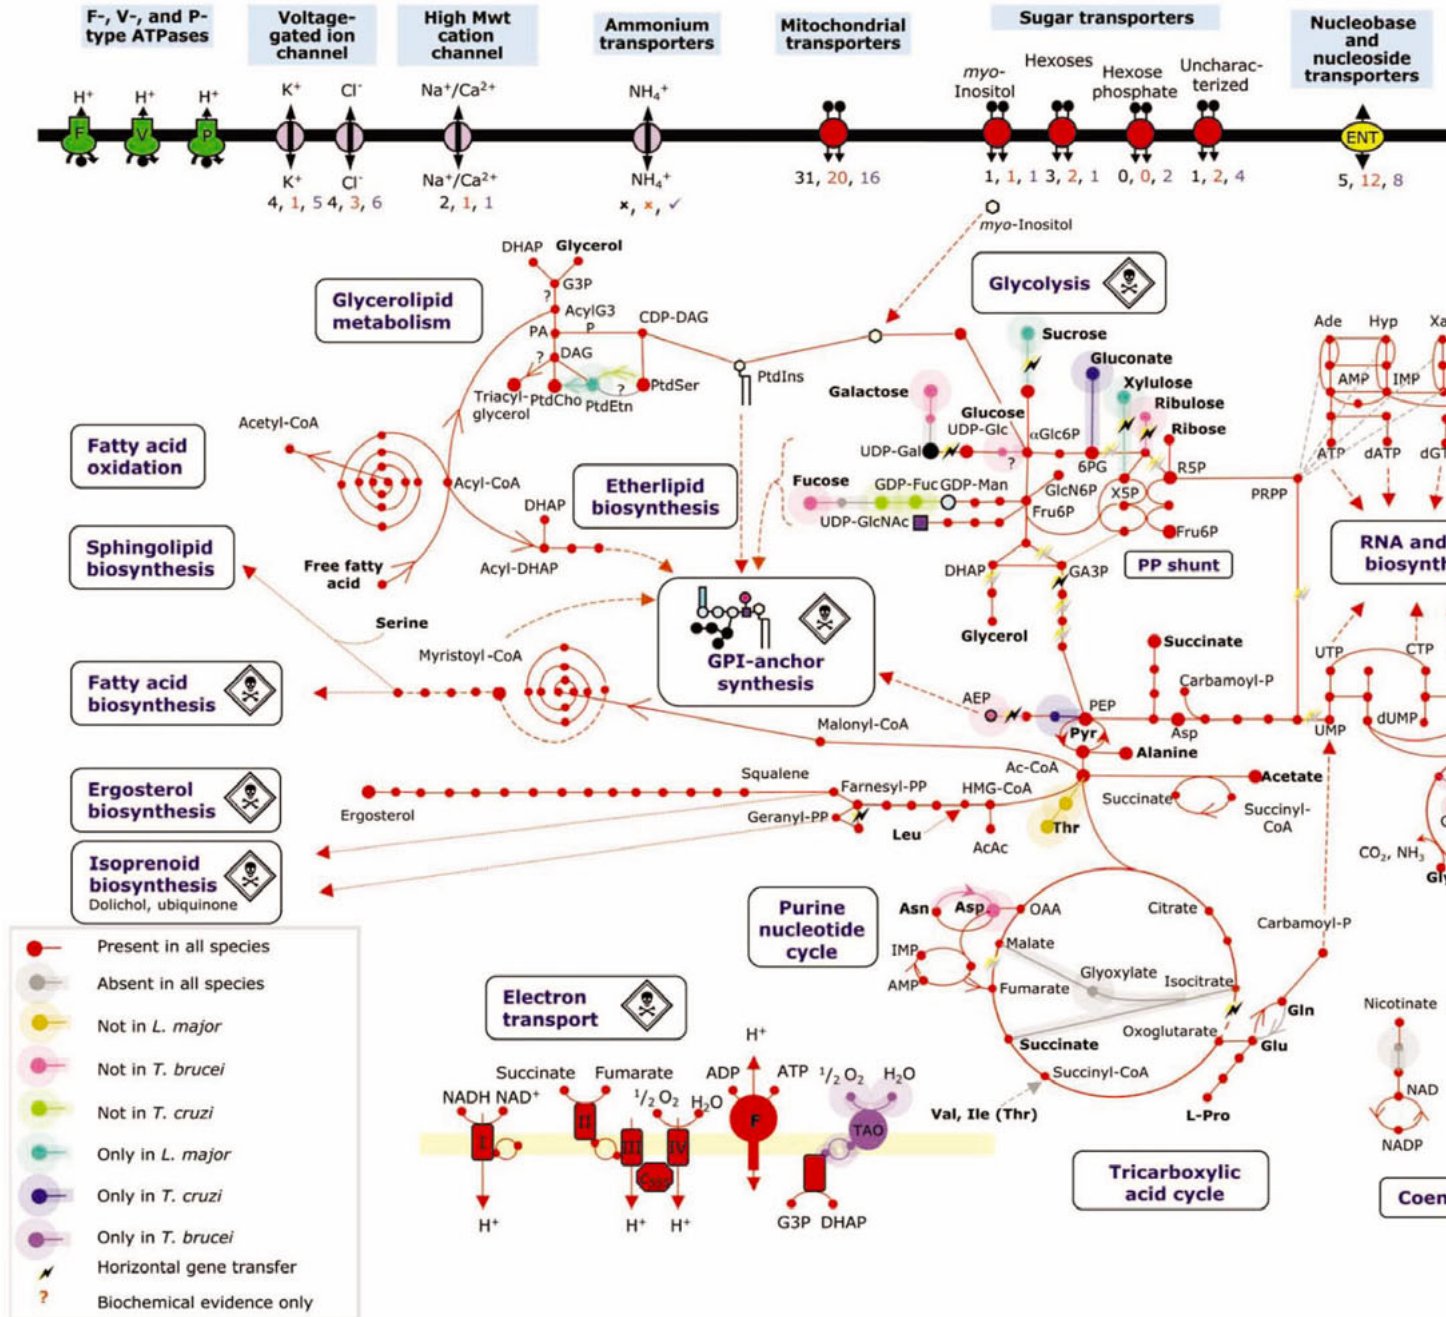 F-, V-, and P-
type ATPases
Voltage-
gated ion
channel
High Mwt
cation
channel
Ammonium
transporters
Mitochondrial
transporters
Sugar transporters
Nucleobase
and
nucleoside
transporters
H+
H+
H+
K+
Cl-
Na+/Ca2+
NH4+
myo-
Inositol
Hexoses
Hexose
phosphate
Uncharac-
terized
F
V
P
ENT
K+
Cl-
Na+/Ca2+
NH4+
4, 1, 5
4, 3, 6
2, 1, 1
×, ×, ✓
31, 20, 16
1, 1, 1
3, 2, 1
0, 0, 2
1, 2, 4
5, 12, 8
myo-Inositol
DHAP
Glycerol
G3P
?
AcylG3
P
PA
CDP-DAG
?
DAG
Triacyl-
glycerol
PtdCho
PtdEtn
?
PtdSer
PtdIns
Glycerolipid
metabolism
Glycolysis
Sucrose
Gluconate
Xylulose
Ribulose
Ribose
Galactose
Glucose
UDP-Glc
αGlc6P
UDP-Gal
?
6PG
R5P
Fucose
GDP-Fuc
GDP-Man
GlcN6P
X5P
Fru6P
UDP-GlcNAc
Fru6P
PRPP
DHAP
GA3P
PP shunt
Glycerol
Ade
Hyp
Xa
AMP
IMP
ATP
dATP
dGT
RNA and
biosynth
UTP
CTP
UMP
dUMP
Acetyl-CoA
Fatty acid
oxidation
Acyl-CoA
Etherlipid
biosynthesis
DHAP
Acyl-DHAP
Free fatty
acid
Sphingolipid
biosynthesis
Serine
GPI-anchor
synthesis
Myristoyl-CoA
Fatty acid
biosynthesis
Malonyl-CoA
AEP
PEP
Pyr
Succinate
Carbamoyl-P
Asp
Alanine
Ac-CoA
Acetate
Succinate
Succinyl-
CoA
Ergosterol
biosynthesis
Ergosterol
Squalene
Farnesyl-PP
Geranyl-PP
HMG-CoA
Leu
AcAc
Thr
Isoprenoid
biosynthesis
Dolichol, ubiquinone
CO2, NH3
Gly
Purine
nucleotide
cycle
Asn
Asp
OAA
IMP
AMP
Malate
Fumarate
Citrate
Glyoxylate
Isocitrate
Oxoglutarate
Succinate
Succinyl-CoA
Val, Ile (Thr)
Carbamoyl-P
Gln
Glu
L-Pro
Tricarboxylic
acid cycle
Nicotinate
NAD
NADP
Coen
Electron
transport
Succinate
Fumarate
NADH
NAD+
1/2 O2
H2O
H+
ADP
ATP
1/2 O2
H2O
I
II
III
IV
F
TAO
H+
H+
H+
G3P
DHAP
Present in all species
Absent in all species
Not in L. major
Not in T. brucei
Not in T. cruzi
Only in L. major
Only in T. cruzi
Only in T. brucei
Horizontal gene transfer
?
Biochemical evidence only